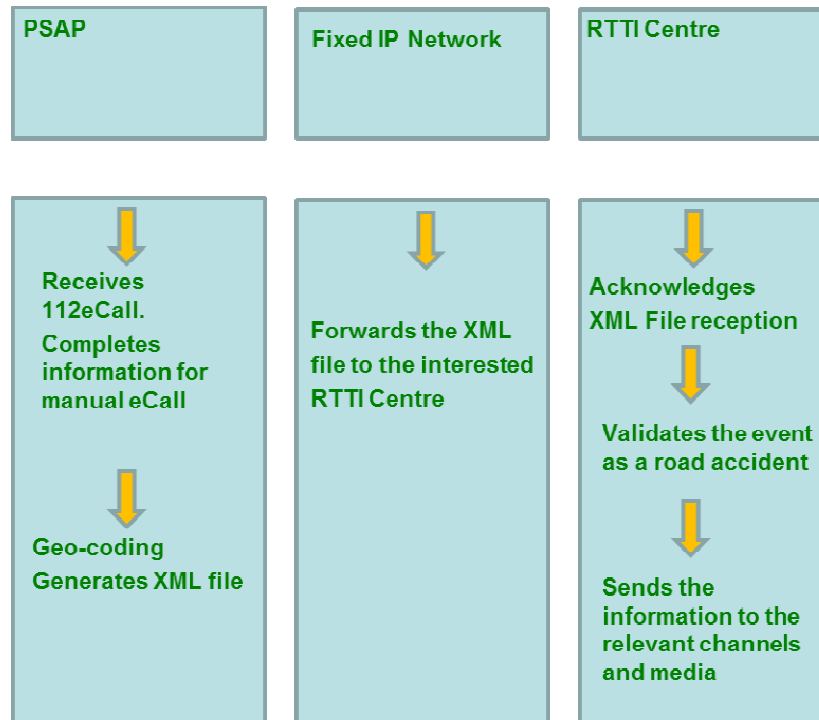 PSAP
Fixed IP Network
RTTI Centre
Receives
112eCall.
Completes
information for
manual eCall
Geo-coding
Generates XML file
Forwards the XML
file to the interested
RTTI Centre
Acknowledges
XML File reception
Validates the event
as a road accident
Sends the
information to the
relevant channels
and media